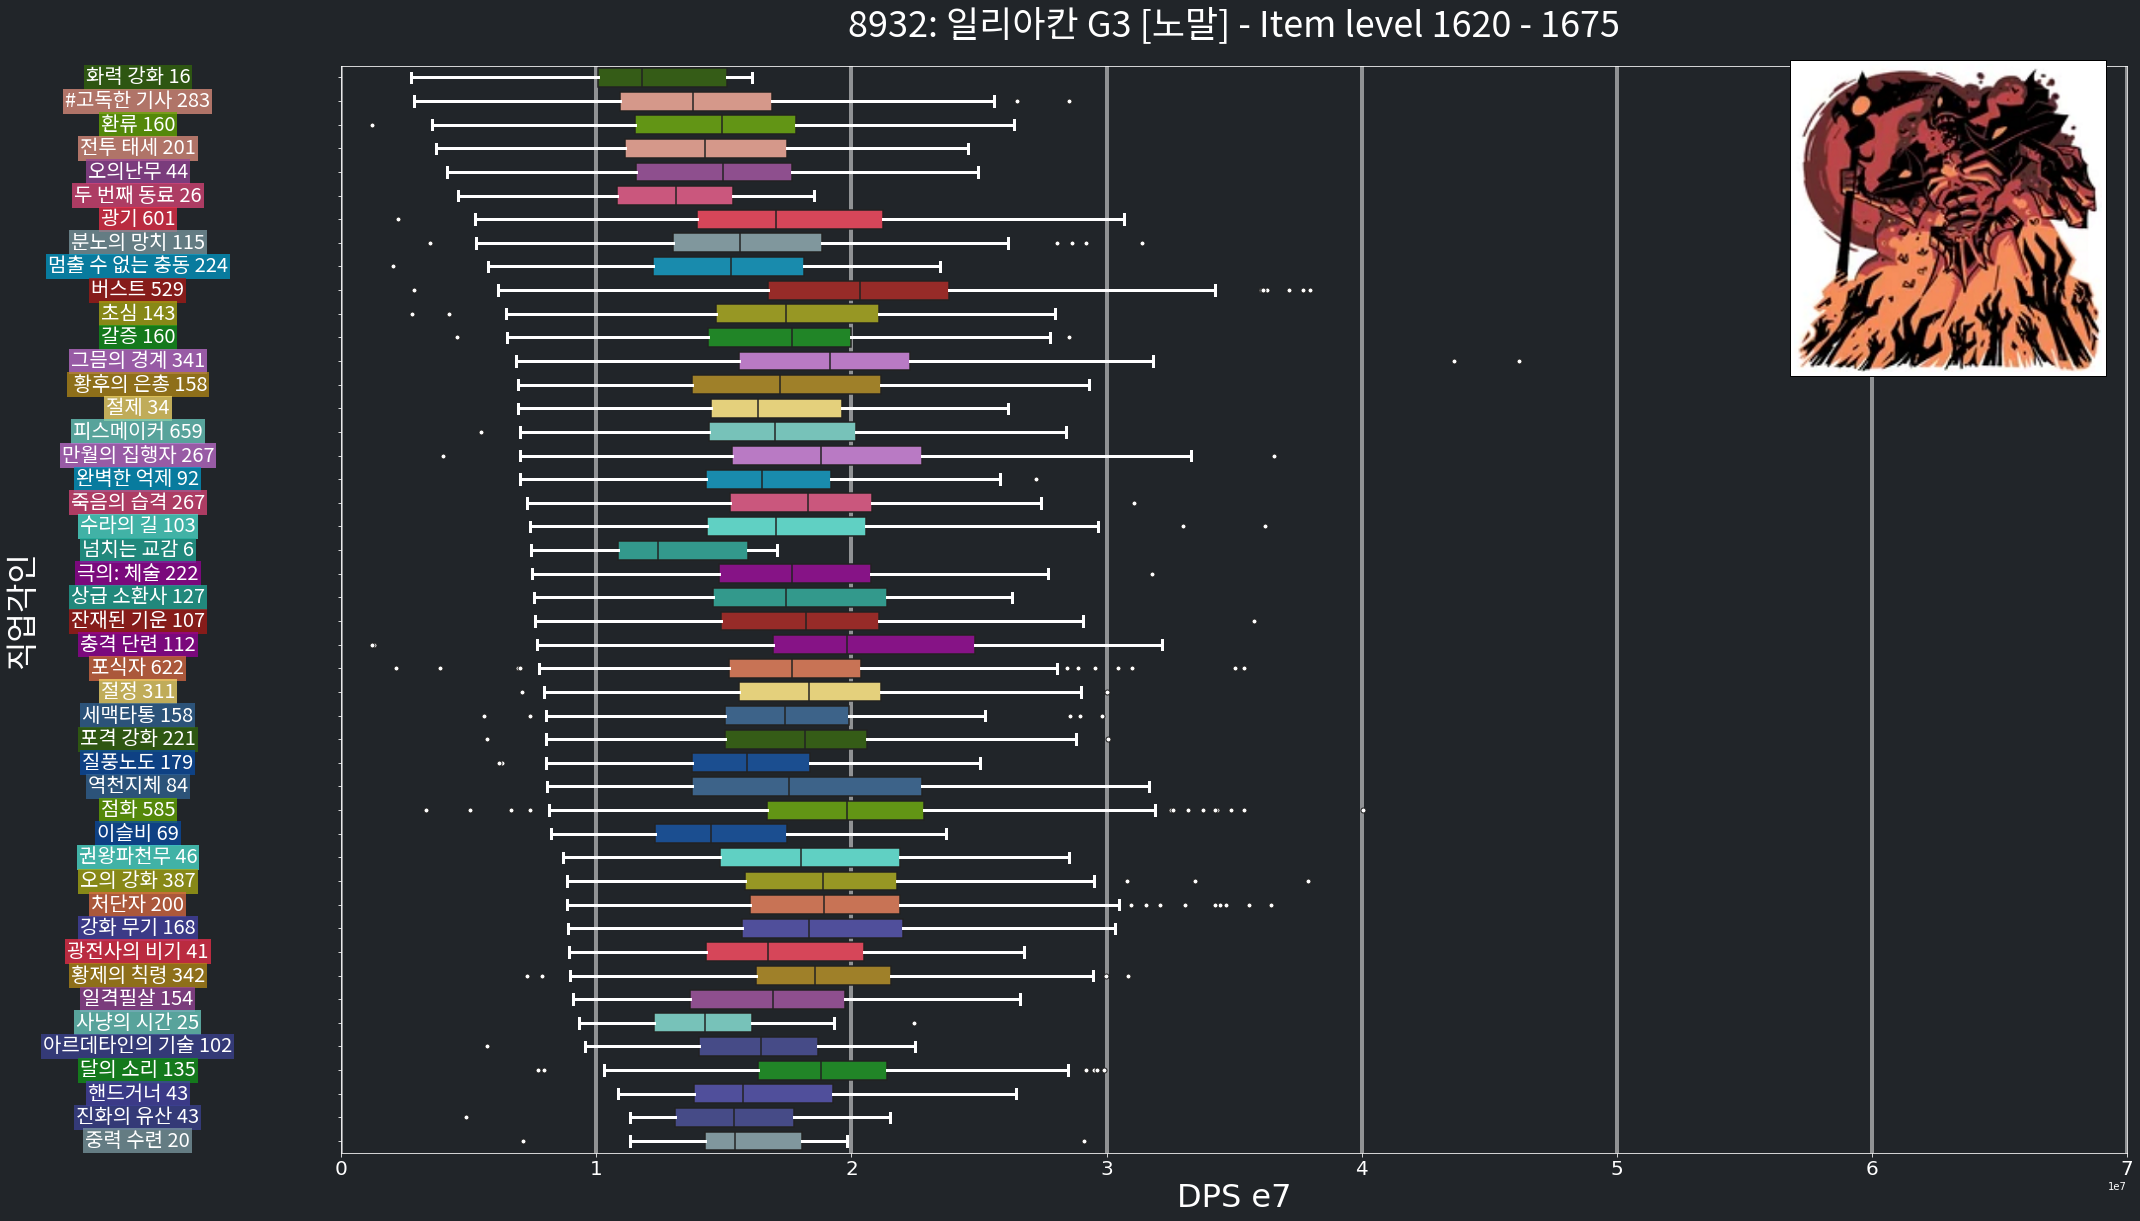 8932: 일리아칸 G3 [노말] - Item level 1620 - 1675
직업각인
화력 강화 16
#고독한 기사 283
환류 160
전투 태세 201
오의난무 44
두 번째 동료 26
광기 601
분노의 망치 115
멈출 수 없는 충동 224
버스트 529
초심 143
갈증 160
그믐의 경계 341
황후의 은총 158
절제 34
피스메이커 659
만월의 집행자 267
완벽한 억제 92
죽음의 습격 267
수라의 길 103
넘치는 교감 6
극의: 체술 222
상급 소환사 127
잔재된 기운 107
충격 단련 112
포식자 622
절정 311
세맥타통 158
포격 강화 221
질풍노도 179
역천지체 84
점화 585
이슬비 69
권왕파천무 46
오의 강화 387
처단자 200
강화 무기 168
광전사의 비기 41
황제의 칙령 342
일격필살 154
사냥의 시간 25
아르데타인의 기술 102
달의 소리 135
핸드거너 43
진화의 유산 43
중력 수련 20
0 1 2 3 4 5 6 7
1e7
DPS e7